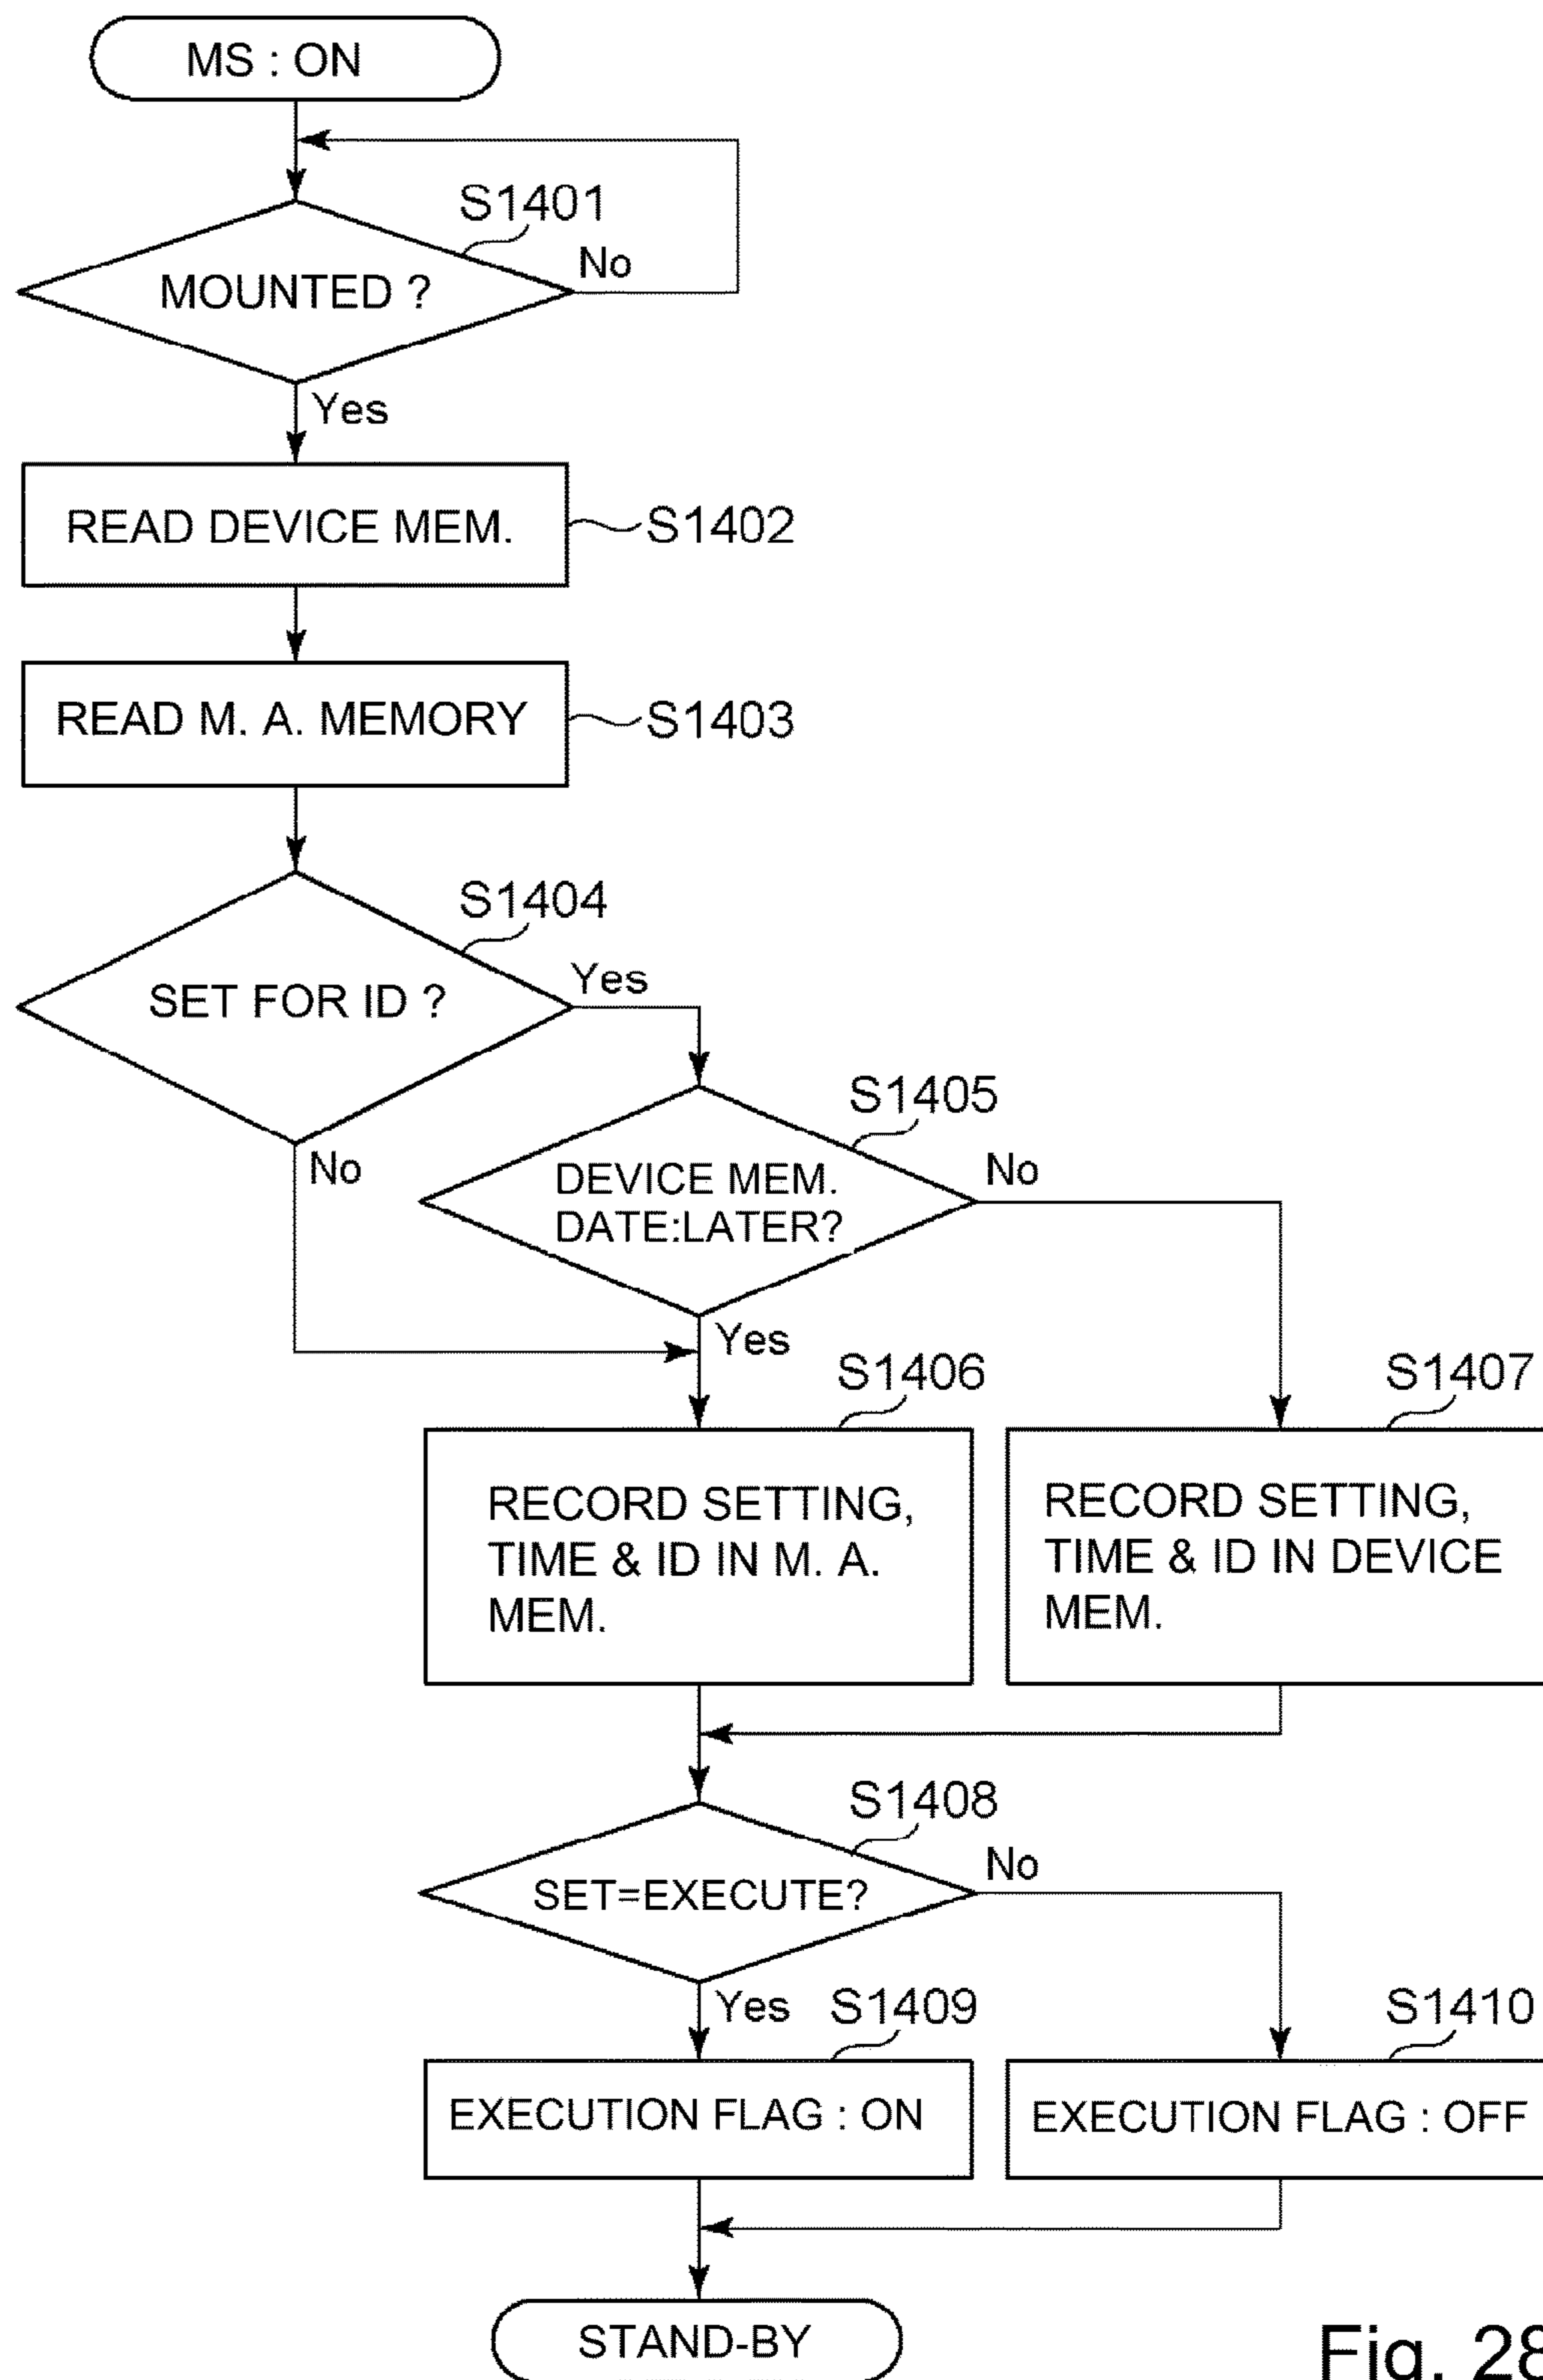 MS : ON
S1401
MOUNTED ?
No
Yes
READ DEVICE MEM.
S1402
READ M. A. MEMORY
S1403
S1404
SET FOR ID ?
Yes
No
S1405
DEVICE MEM.
DATE:LATER?
No
Yes
S1406
RECORD SETTING,
TIME & ID IN M. A.
MEM.
S1407
RECORD SETTING,
TIME & ID IN DEVICE
MEM.
S1408
SET=EXECUTE?
No
Yes
S1409
EXECUTION FLAG : ON
S1410
EXECUTION FLAG : OFF
STAND-BY
Fig. 28